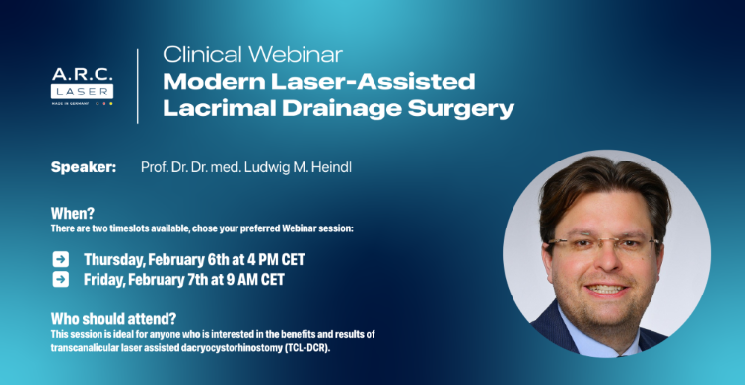 Clinical Webinar
A.R.C.
LASER
MADE IN GERMANY
Modern Laser-Assisted
Lacrimal Drainage Surgery
Speaker: Prof. Dr. Dr. med. Ludwig M. Heindl
When?
There are two timeslots available, chose your preferred Webinar session:
Thursday, February 6th at 4 PM CET
Friday, February 7th at 9 AM CET
Who should attend?
This session is ideal for anyone who is interested in the benefits and results of
transcanalicular laser assisted dacryocystorhinostomy (TCL-DCR).